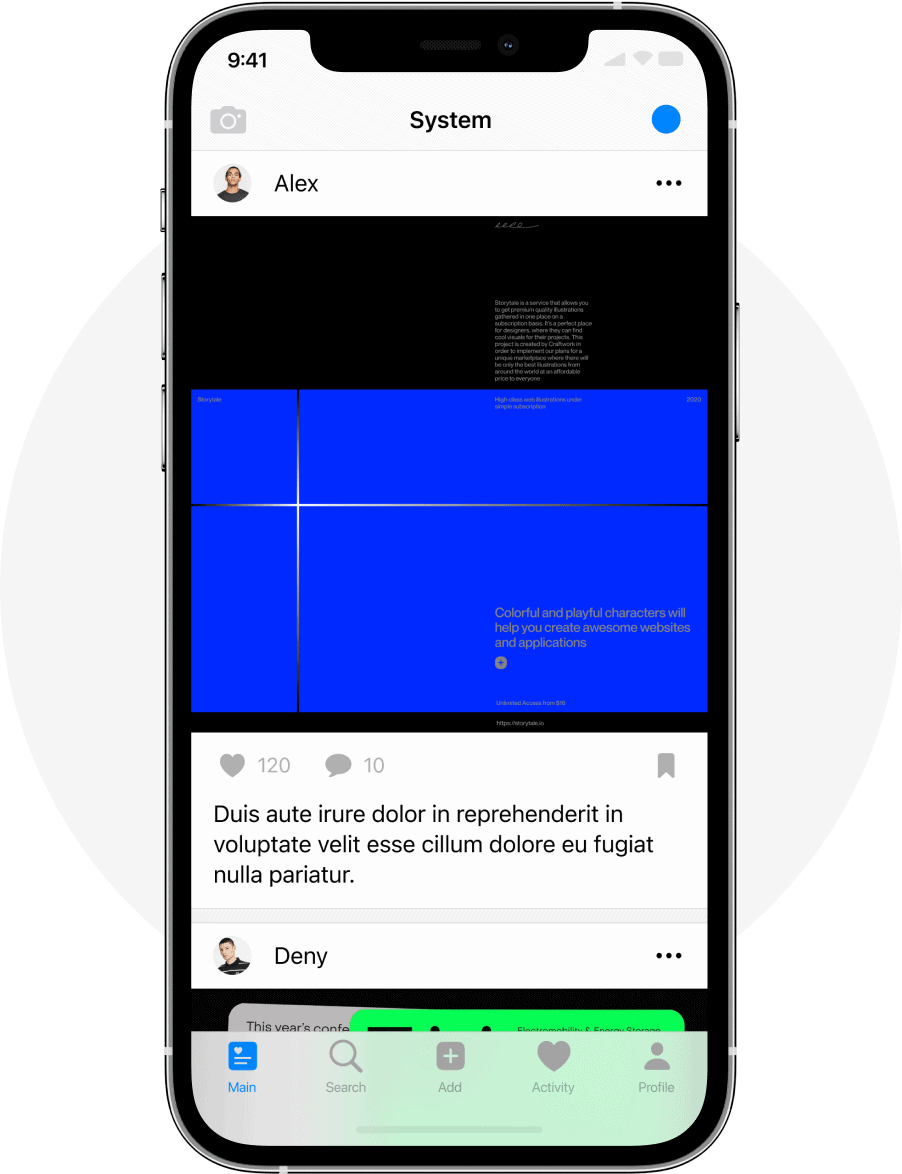 9:41
System
Alex
Storytale is a service that allows you
to get premium quality illustrations
gathered in one place on a
subscription basis. It's a perfect place
for designers, where they can find
cool visuals for their projects. This
project is created by Craftwork in
order to implement our plans for a
unique marketplace where there will
be only the best illustrations from
around the world at an affordable
price to everyone
Storytale
High-class web illustrations under
simple subscription
2020
Colorful and playful characters will
help you create awesome websites
and applications
Unlimited Access from $16
https://storytale.io
120
10
Duis aute irure dolor in reprehenderit in
voluptate velit esse cillum dolore eu fugiat
nulla pariatur.
Deny
This year's confe
Electromobility & Energy Storage
Main
Search
Add
Activity
Profile